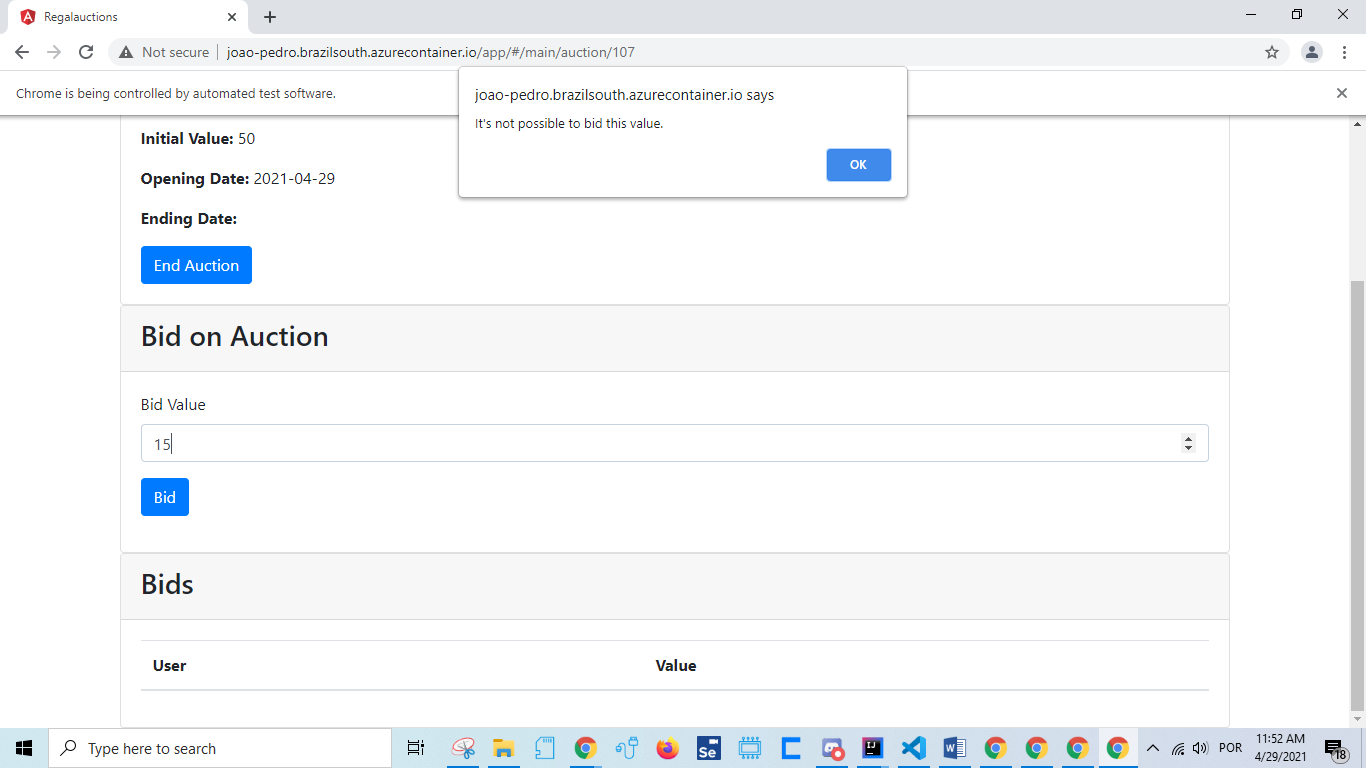 Regalauctions
Not secure joao-pedro.brazilsouth.azurecontainer.io/app/#/main/auction/107
Chrome is being controlled by automated test software.
joao-pedro.brazilsouth.azurecontainer.io says
It's not possible to bid this value.
OK
Initial Value: 50
Opening Date: 2021-04-29
Ending Date:
End Auction
Bid on Auction
Bid Value
15
Bid
Bids
User Value
Type here to search
Se
POR
11:52 AM
4/29/2021
18